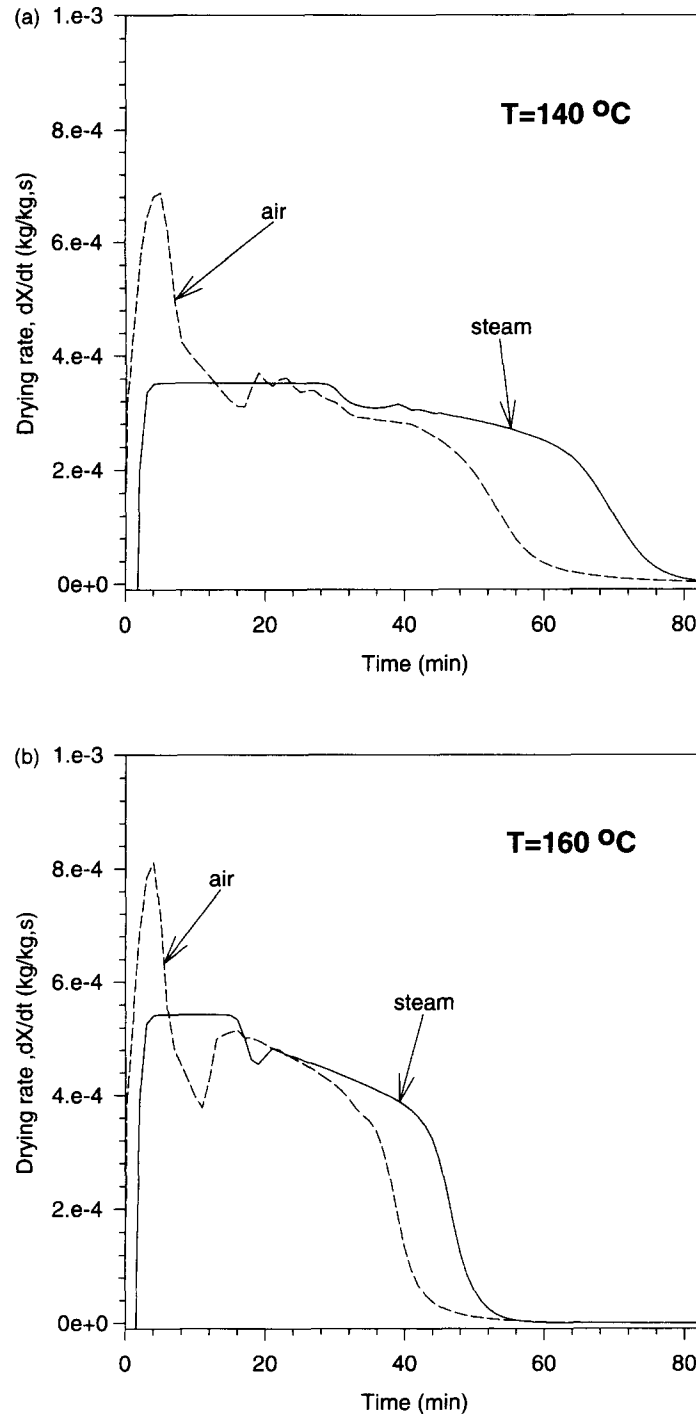 (a)
1.e-3
8.e-4
6.e-4
4.e-4
2.e-4
0e+0
Drying rate, dX/dt (kg/kg,s)
T=140 °C
air
steam
0 20 40 60 80
Time (min)
(b)
1.e-3
8.e-4
6.e-4
4.e-4
2.e-4
0e+0
Drying rate ,dX/dt (kg/kg,s)
T=160 °C
air
steam
0 20 40 60 80
Time (min)